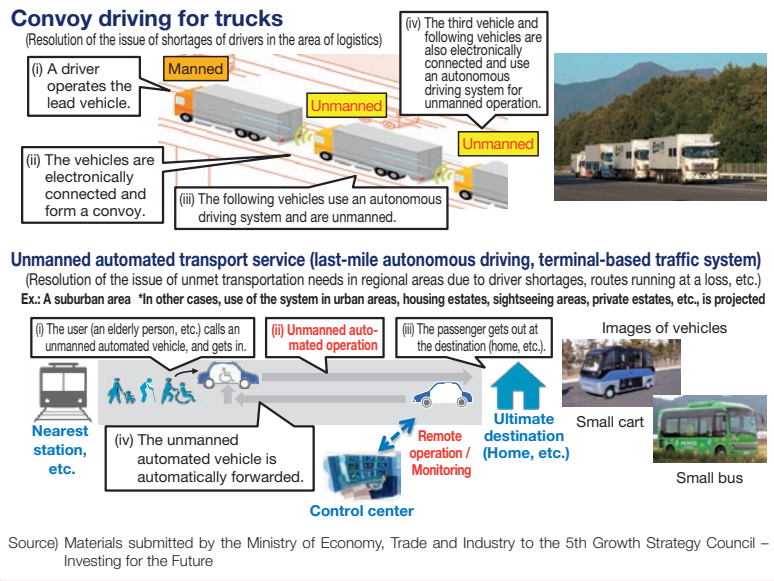 Convoy driving for trucks
(Resolution of the issue of shortages of drivers in the area of logistics)
(i) A driver
operates the
lead vehicle.
Manned
Unmanned
(iv) The third vehicle and
following vehicles are
also electronically
connected and use
an autonomous
driving system for
unmanned operation.
Unmanned
(ii) The vehicles are
electronically
connected and
form a convoy.
(iii) The following vehicles use an autonomous
driving system and are unmanned.
Unmanned automated transport service (last-mile autonomous driving, terminal-based traffic system)
(Resolution of the issue of unmet transportation needs in regional areas due to driver shortages, routes running at a loss, etc.)
Ex.: A suburban area *In other cases, use of the system in urban areas, housing estates, sightseeing areas, private estates, etc., is projected
(i) The user (an elderly person, etc.) calls an
unmanned automated vehicle, and gets in.
(ii) Unmanned auto-
mated operation
(iii) The passenger gets out at
the destination (home, etc.).
Images of vehicles
Nearest
station,
etc.
(iv) The unmanned
automated vehicle is
automatically forwarded.
Remote
operation /
Monitoring
Ultimate
destination
(Home, etc.)
Small cart
Small bus
Control center
Source) Materials submitted by the Ministry of Economy, Trade and Industry to the 5th Growth Strategy Council –
Investing for the Future